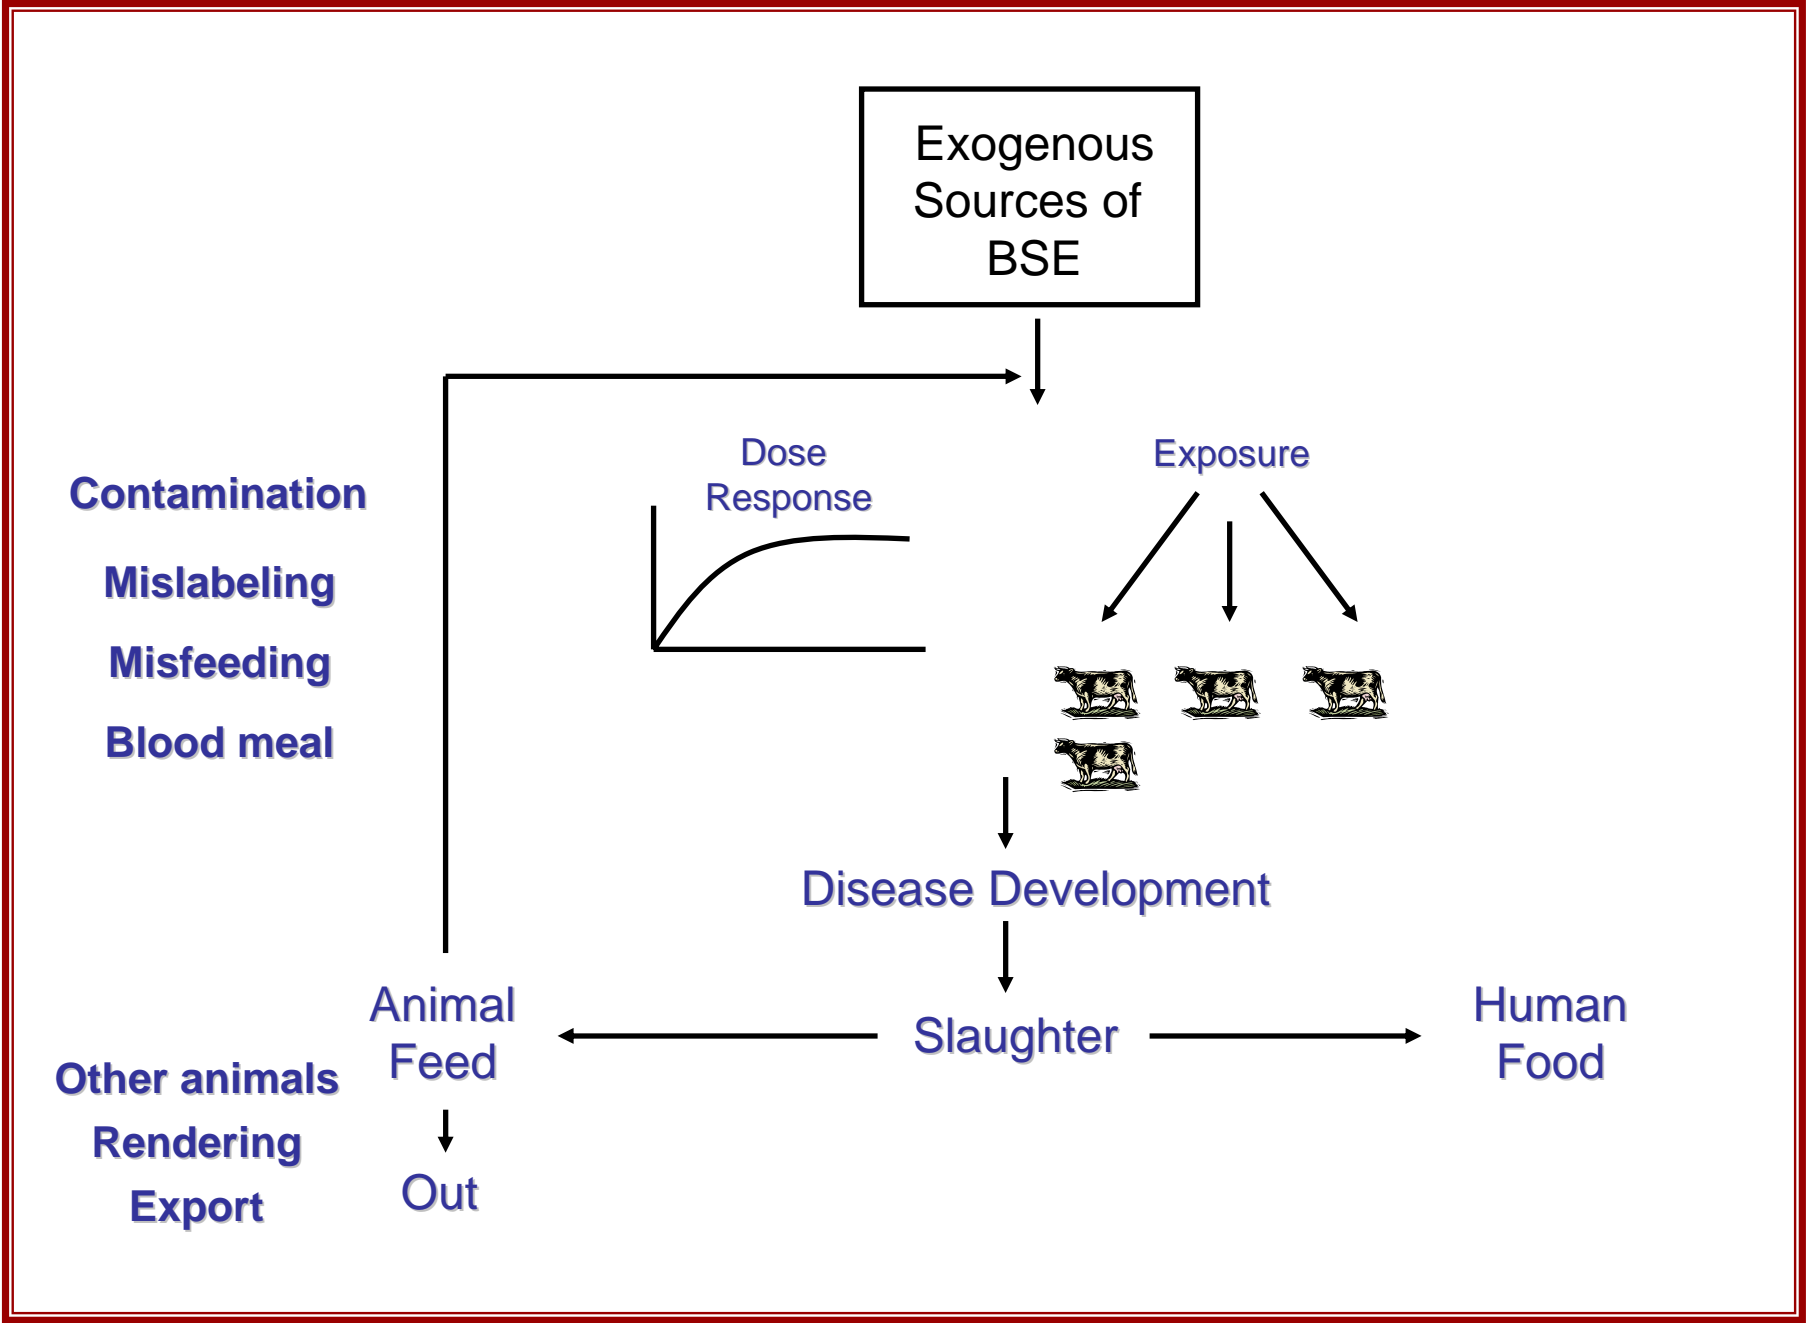 Exogenous
Sources of
BSE
Dose
Response
Exposure
Contamination
Mislabeling
Misfeeding
Blood meal
Disease Development
Animal
Feed
Slaughter
Human
Food
Other animals
Rendering
Export
Out